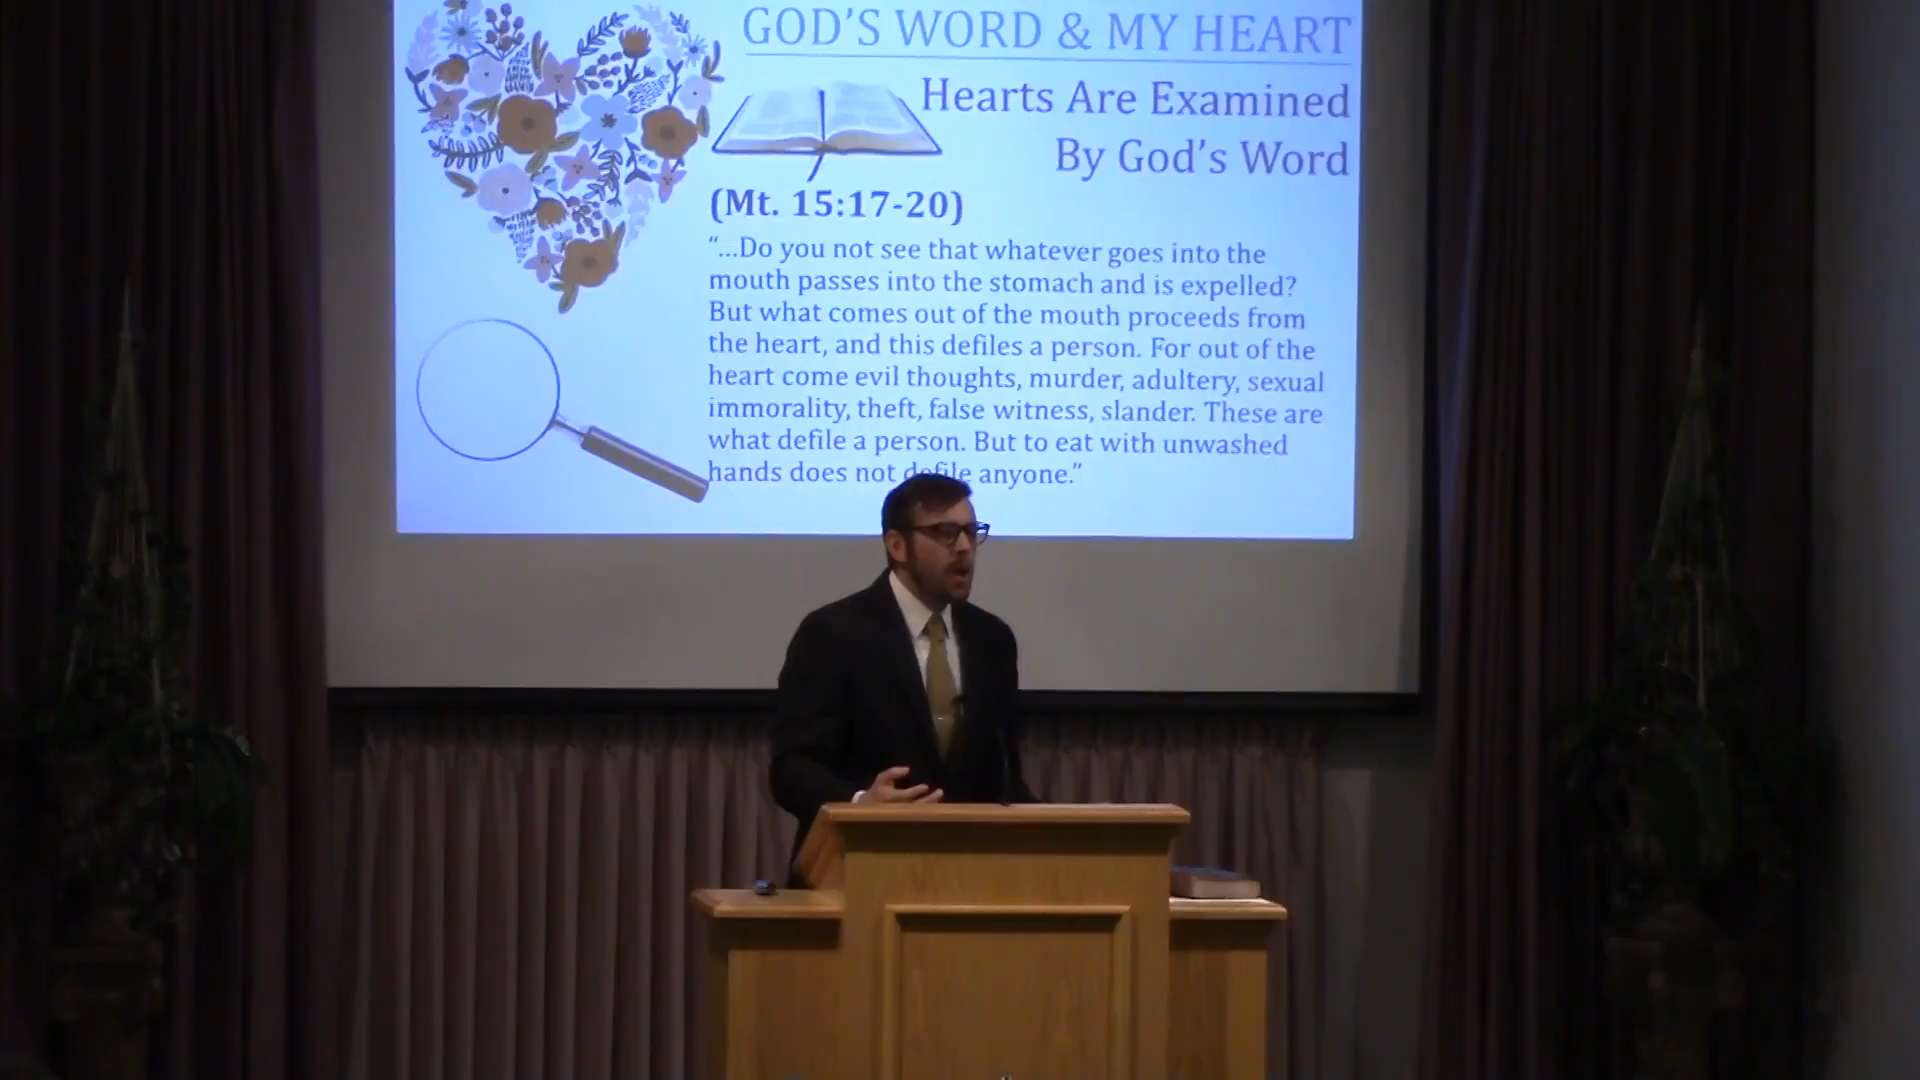 GOD'S WORD & MY HEART
Hearts Are Examined
By God's Word
(Mt. 15:17-20)
"...Do you not see that whatever goes into the
mouth passes into the stomach and is expelled?
But what comes out of the mouth proceeds from
the heart, and this defiles a person. For out of the
heart come evil thoughts, murder, adultery, sexual
immorality, theft, false witness, slander. These are
what defile a person. But to eat with unwashed
hands does not defile anyone."